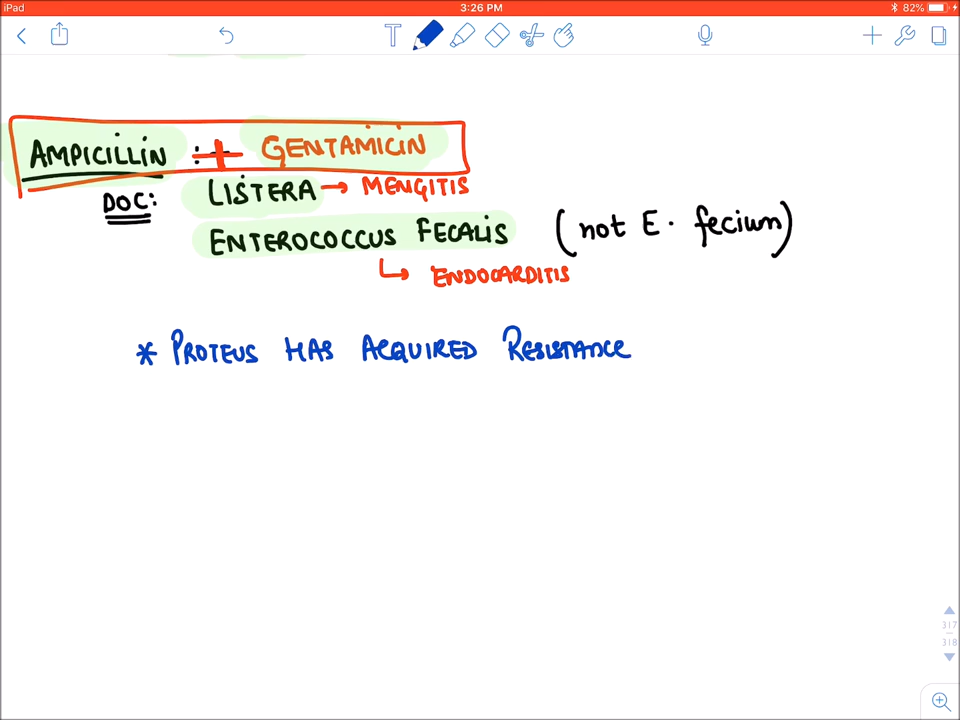 iPad 3:26 PM 82%
T
AMPICILLIN : + GENTAMICIN
DOC: LISTERA → MENGITIS
ENTEROCOCCUS FECALIS (not E. fecium)
↳ ENDOCARDITIS
* PROTEUS HAS ACQUIRED RESISTANCE
317
318